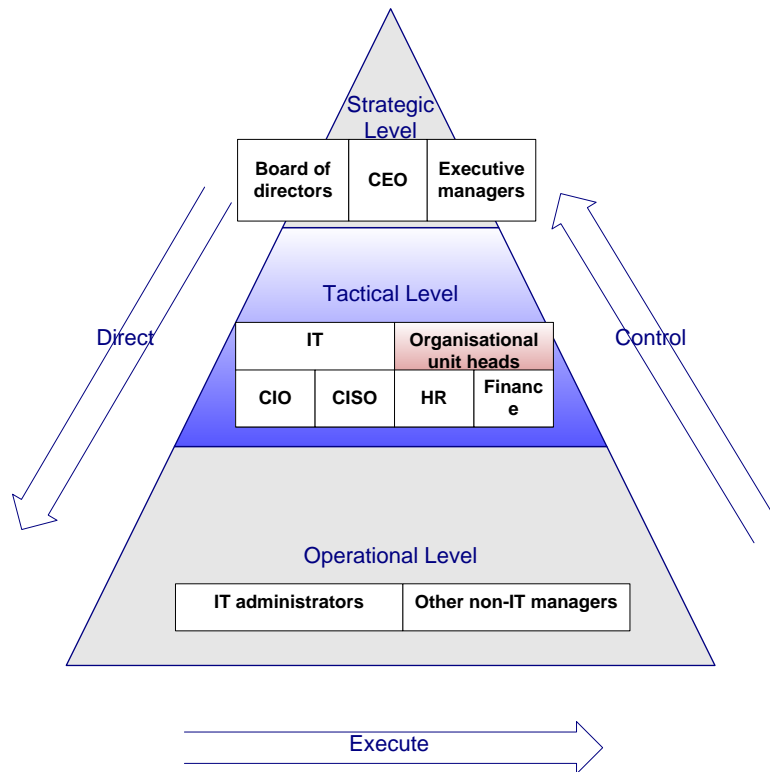 Strategic
Level
Board of
directors
CEO
Executive
managers
Tactical Level
Direct
Control
IT
Organisational
unit heads
CIO
CISO
HR
Financ
e
Operational Level
IT administrators
Other non-IT managers
Execute